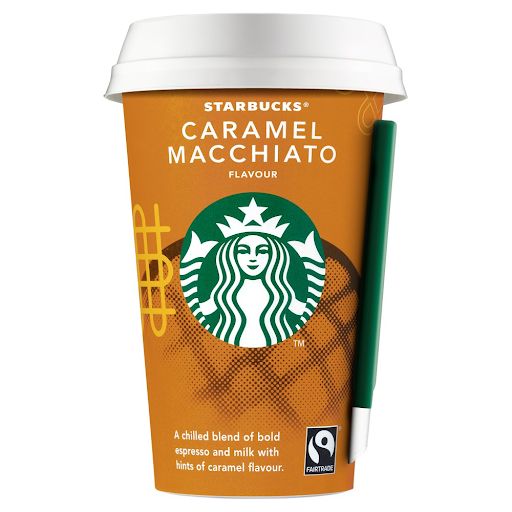 STARBUCKS®
CARAMEL
MACCHIATO
FLAVOUR
TM
A chilled blend of bold
espresso and milk with
hints of caramel flavour.
FAIRTRADE